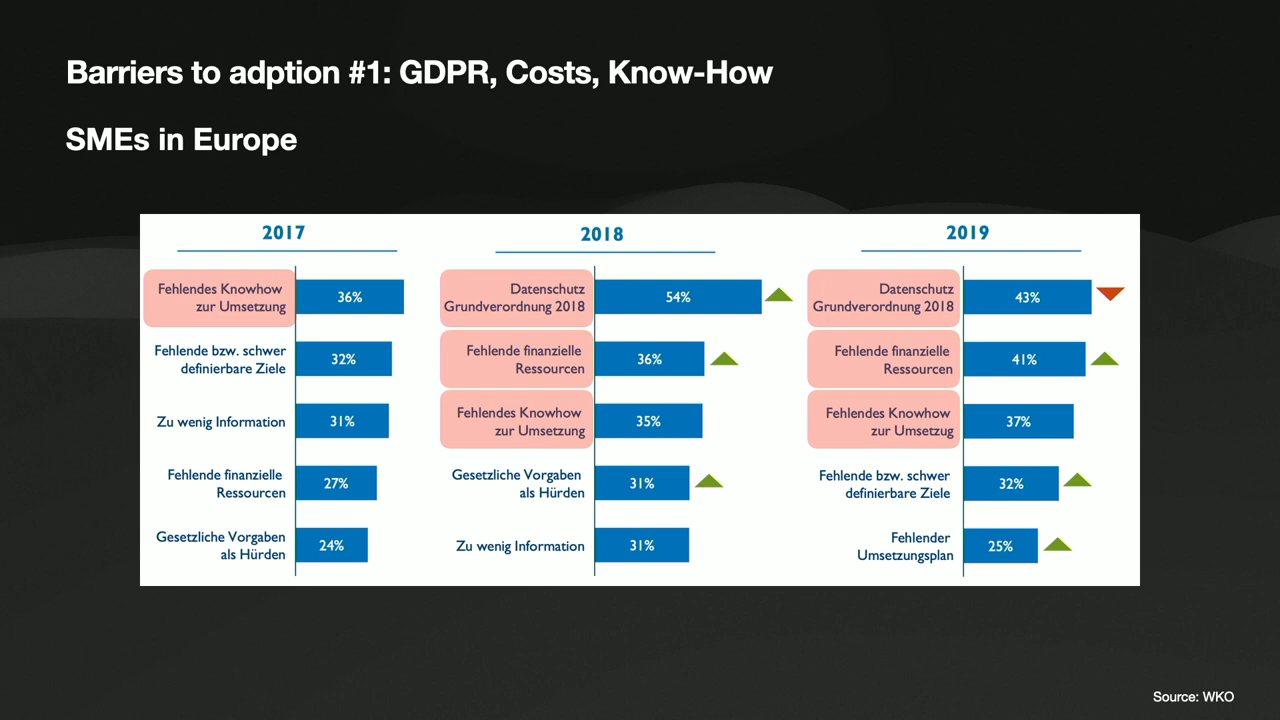 Barriers to adption #1: GDPR, Costs, Know-How
SMEs in Europe
2017
Fehlendes Knowhow
zur Umsetzung
36%
Fehlende bzw. schwer
definierbare Ziele
32%
Zu wenig Information
31%
Fehlende finanzielle
Ressourcen
27%
Gesetzliche Vorgaben
als Hürden
24%
2018
Datenschutz
Grundverordnung 2018
54%
Fehlende finanzielle
Ressourcen
36%
Fehlendes Knowhow
zur Umsetzung
35%
Gesetzliche Vorgaben
als Hürden
31%
Zu wenig Information
31%
2019
Datenschutz
Grundverordnung 2018
43%
Fehlende finanzielle
Ressourcen
41%
Fehlendes Knowhow
zur Umsetzug
37%
Fehlende bzw. schwer
definierbare Ziele
32%
Fehlender
Umsetzungsplan
25%
Source: WKO